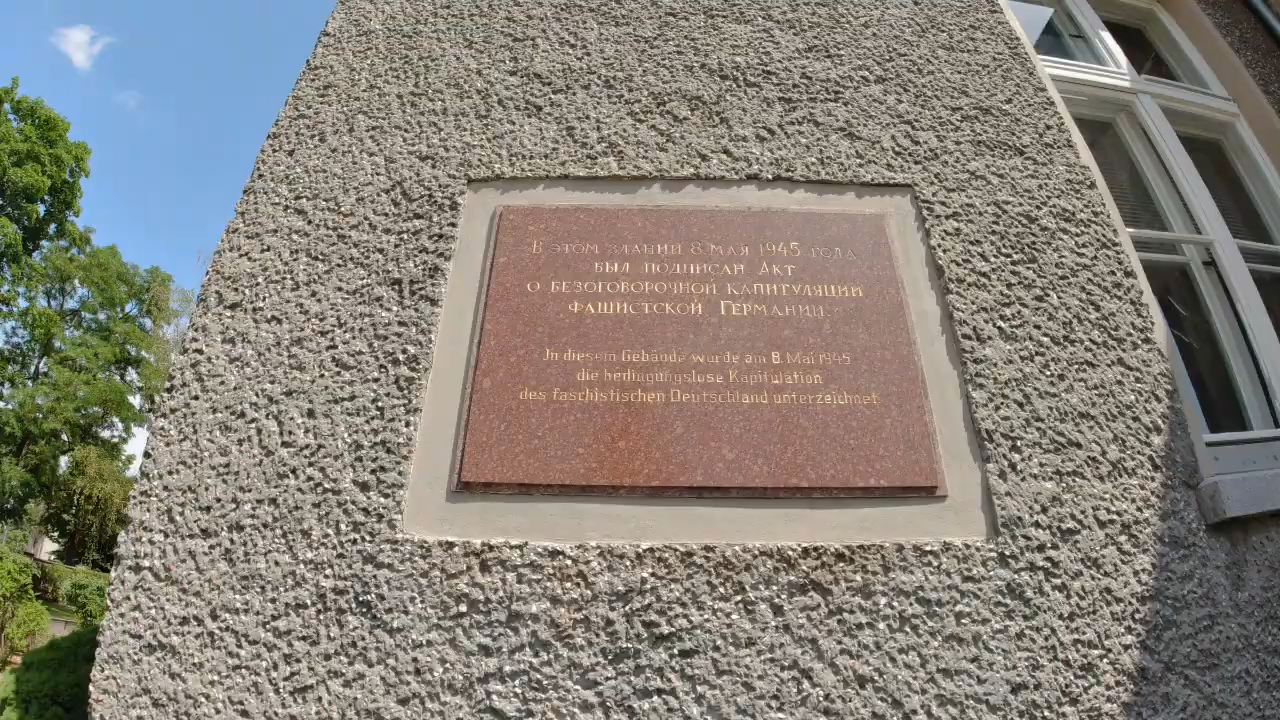 В ЭТОМ ЗДАНИИ 8 МАЯ 1945 ГОДА
БЫЛ ПОДПИСАН АКТ
О БЕЗОГОВОРОЧНОЙ КАПИТУЛЯЦИИ
ФАШИСТСКОЙ ГЕРМАНИИ.
In diesem Gebäude wurde am 8. Mai 1945
die bedingungslose Kapitulation
des faschistischen Deutschland unterzeichnet